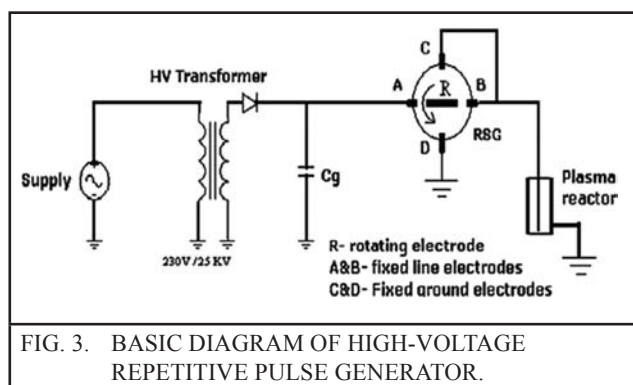 C
HV Transformer
A
R
B
RSG
D
Supply
Cg
Plasma
reactor
230V /25 KV
R- rotating electrode
A&B- fixed line electrodes
C&D- Fixed ground electrodes
FIG. 3. BASIC DIAGRAM OF HIGH-VOLTAGE
REPETITIVE PULSE GENERATOR.